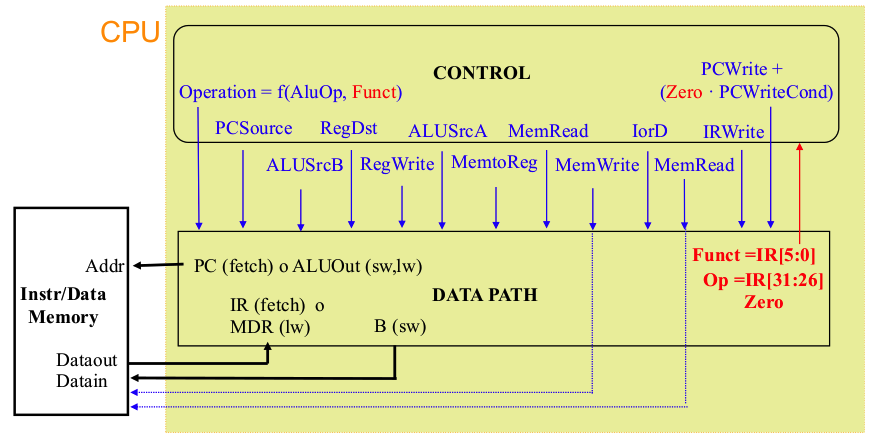 CPU
CONTROL
PCWrite +
Operation = f(AluOp, Funct)
(Zero · PCWriteCond)
PCSource
RegDst
ALUSrcA
MemRead
IorD
IRWrite
ALUSrcB
RegWrite
MemtoReg
MemWrite
MemRead
Addr
Instr/Data
Memory
Dataout
Datain
PC (fetch) o ALUOut (sw,lw)
IR (fetch) o
MDR (lw)
B (sw)
DATA PATH
Funct =IR[5:0]
Op =IR[31:26]
Zero